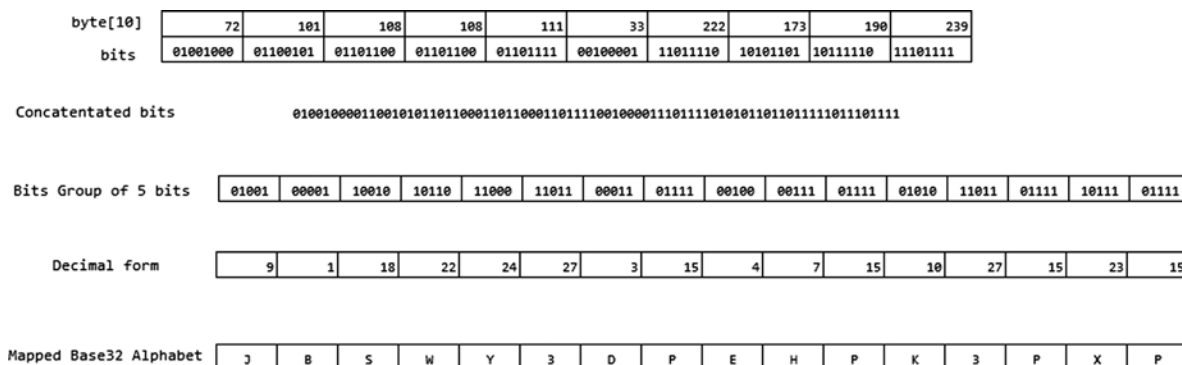 byte[10] 72 101 108 108 111 33 222 173 190 239
bits 01001000 01100101 01101100 01101100 01101111 00100001 11011110 10101101 10111110 11101111
Concatentated bits 01001000011001010110110001101100011011110010000111011110101011011011111011101111
Bits Group of 5 bits 01001 00001 10010 10110 11000 11011 00011 01111 00100 00111 01111 01010 11011 01111 10111 01111
Decimal form 9 1 18 22 24 27 3 15 4 7 15 10 27 15 23 15
Mapped Base32 Alphabet J B S W Y 3 D P E H P K 3 P X P